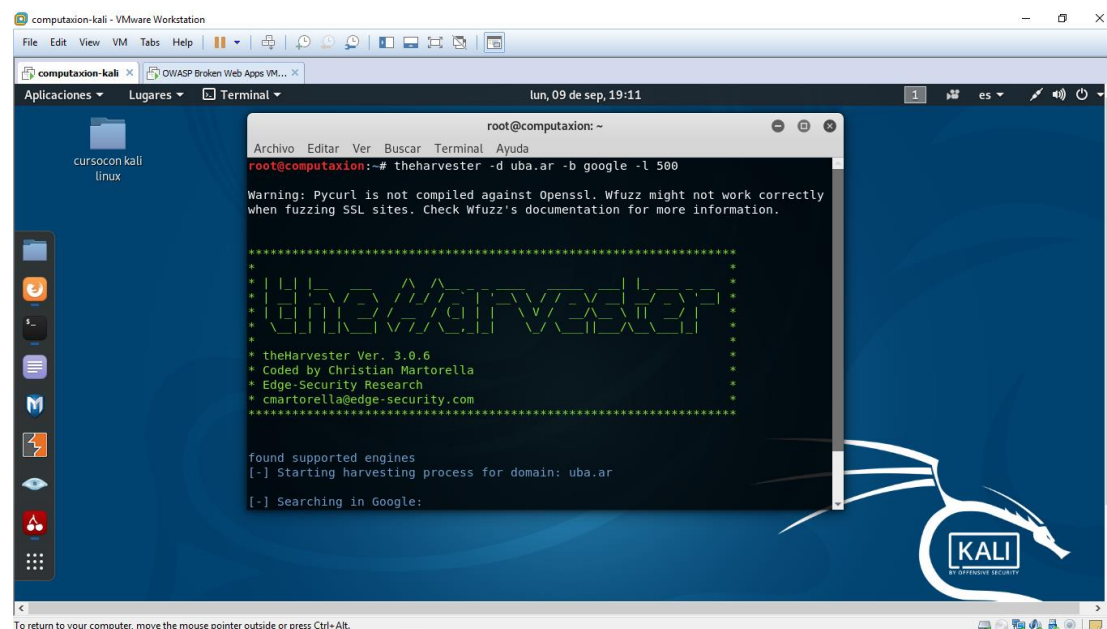 computaxion-kali - VMware Workstation
File Edit View VM Tabs Help
computaxion-kali
OWASP Broken Web Apps VM...
Aplicaciones Lugares Terminal lun, 09 de sep, 19:11 1 es
cursocon kali
linux
root@computaxion: ~
Archivo Editar Ver Buscar Terminal Ayuda
root@computaxion:~# theharvester -d uba.ar -b google -l 500
Warning: Pycurl is not compiled against Openssl. Wfuzz might not work correctly
when fuzzing SSL sites. Check Wfuzz's documentation for more information.
*******************************************************************
* *
theHarvester
* *
* theHarvester Ver. 3.0.6 *
* Coded by Christian Martorella *
* Edge-Security Research *
* cmartorella@edge-security.com *
*******************************************************************
found supported engines
[-] Starting harvesting process for domain: uba.ar
[-] Searching in Google:
KALI
BY OFFENSIVE SECURITY
To return to your computer, move the mouse pointer outside or press Ctrl+Alt.